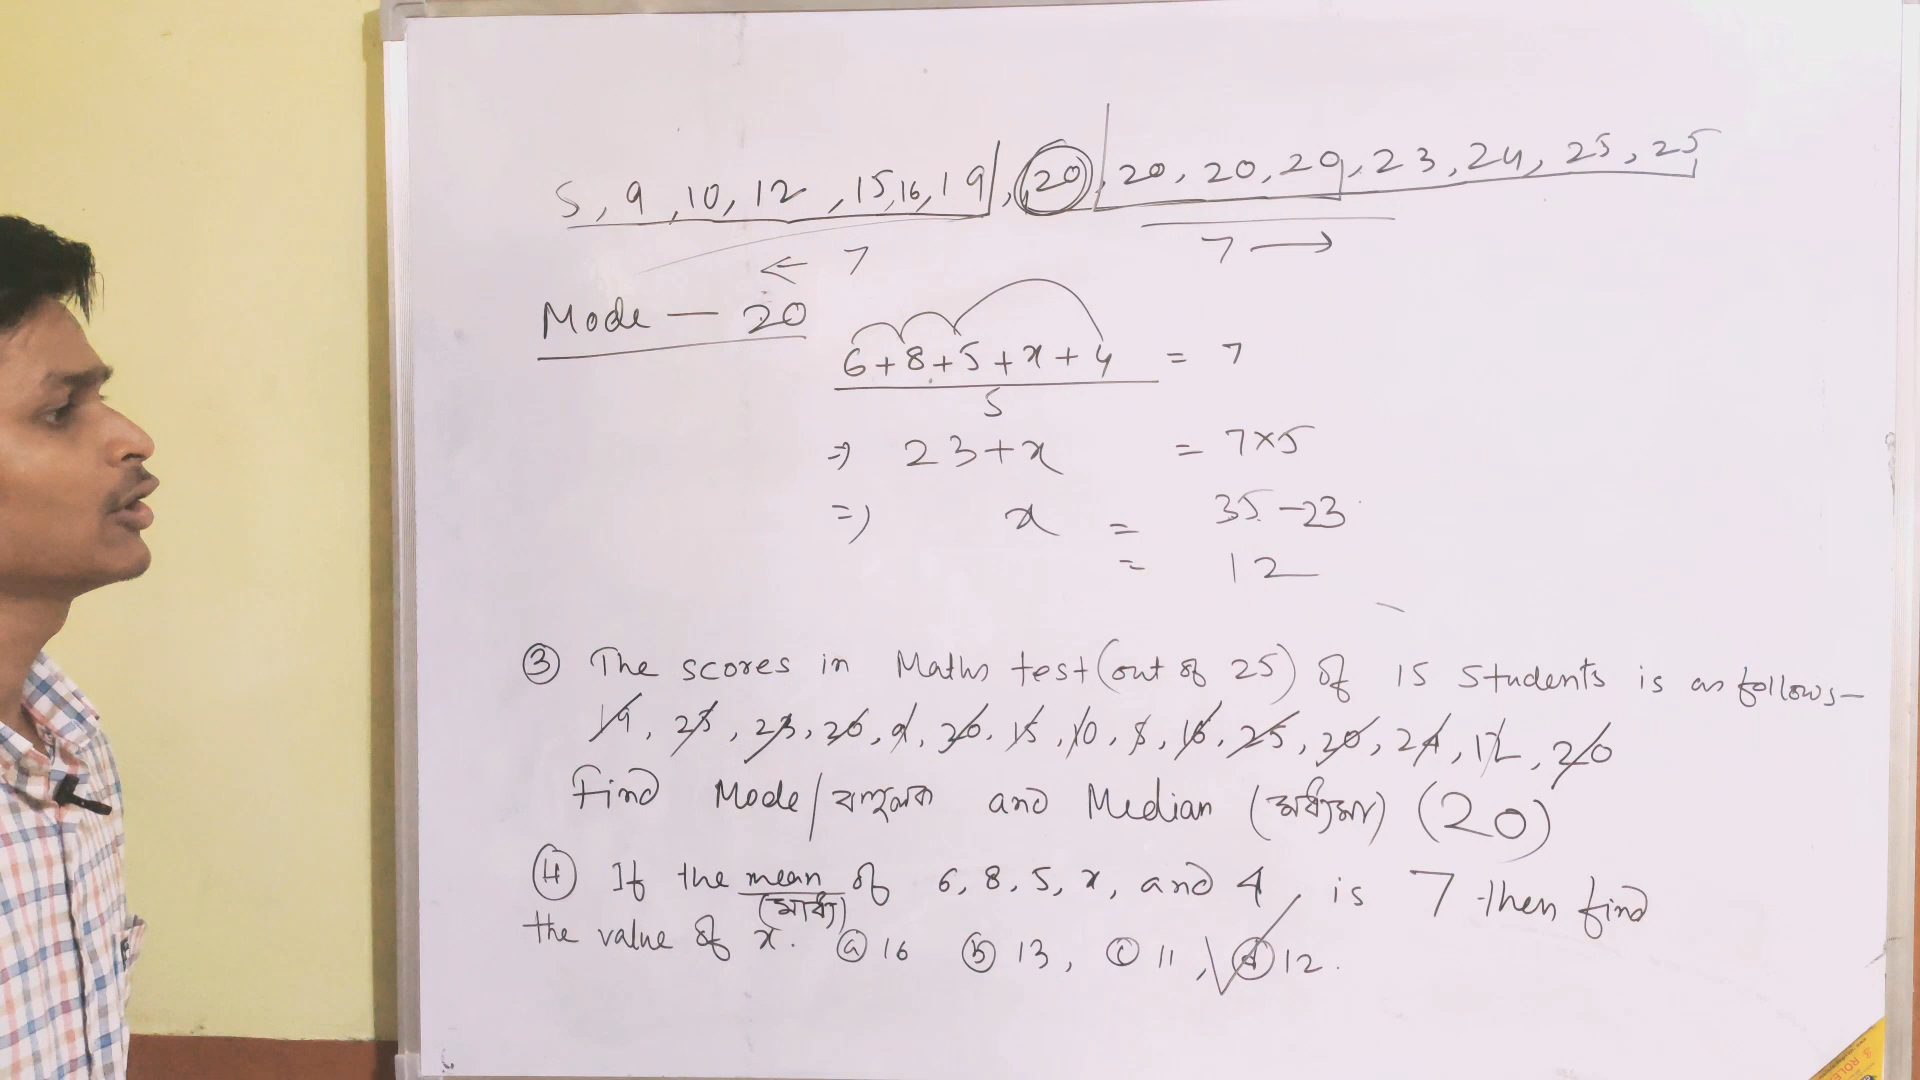 5, 9, 10, 12, 15, 16, 19, 20, 20, 20, 20, 23, 24, 25, 25
← 7
7 →
Mode — 20
6+8+5+x+4 = 7
5
⇒ 23+x = 7×5
⇒ x = 35-23
= 12
③ The scores in Maths test (out of 25) of 15 students is as follows—
19, 25, 23, 20, 9, 20, 15, 10, 5, 16, 25, 20, 24, 12, 20
Find Mode/বহুলক and Median (মধ্যমা) (20)
④ If the mean of 6, 8, 5, x, and 4, is 7 then find
(মাধ্য)
the value of x. ⓐ 16 ⓑ 13, ⓒ 11, ⓓ 12.